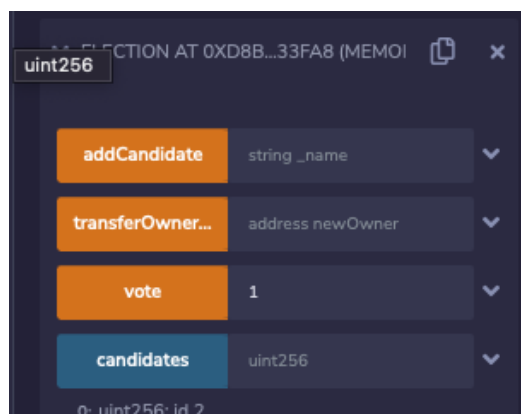 ELECTION AT 0XD8B...33FA8 (MEMOI
uint256
addCandidate string _name
transferOwner... address newOwner
vote 1
candidates uint256
0: uint256: id 2